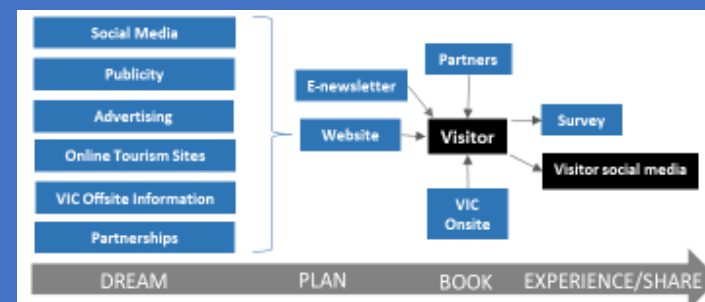 Social Media
Publicity
Advertising
Online Tourism Sites
VIC Offsite Information
Partnerships
E-newsletter
Website
Partners
Visitor
VIC
Onsite
Survey
Visitor social media
DREAM PLAN BOOK EXPERIENCE/SHARE